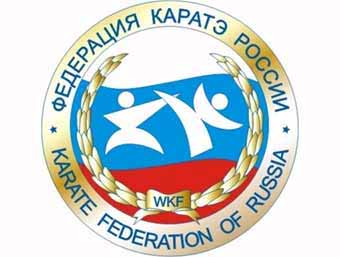 ФЕДЕРАЦИЯ КАРАТЭ РОССИИ
WKF
KARATE FEDERATION OF RUSSIA